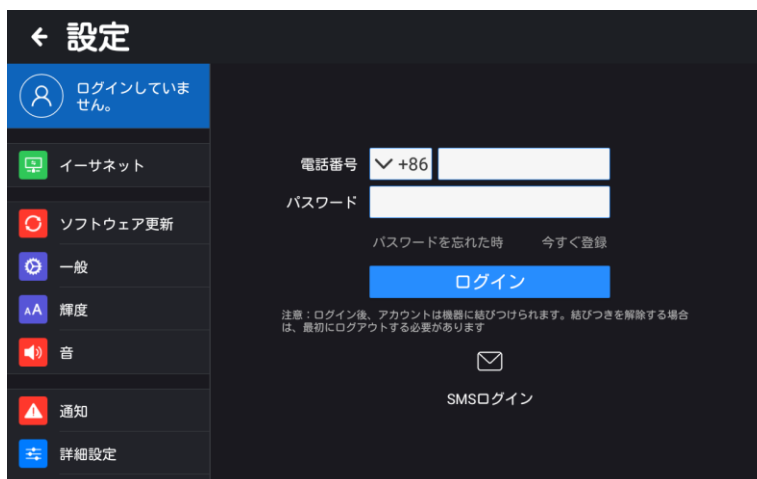 設定
ログインしていま
せん。
イーサネット
ソフトウェア更新
一般
AA 輝度
音
通知
詳細設定
電話番号 +86
パスワード
パスワードを忘れた時 今すぐ登録
ログイン
注意：ログイン後、アカウントは機器に結びつけられます。結びつきを解除する場合
は、最初にログアウトする必要があります
SMSログイン